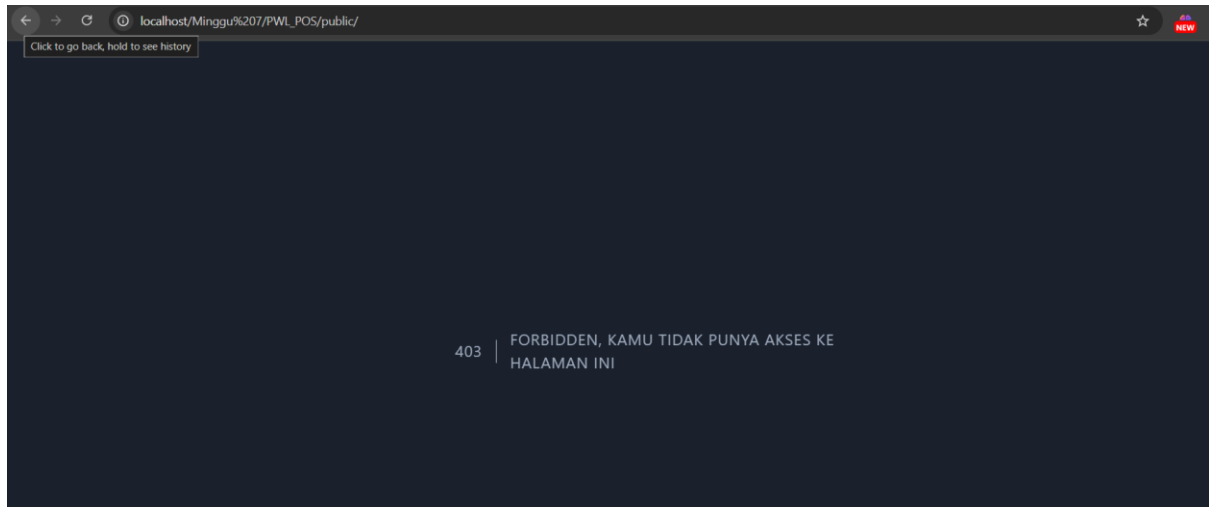 localhost/Minggu%207/PWL_POS/public/
NEW
Click to go back, hold to see history
403
FORBIDDEN, KAMU TIDAK PUNYA AKSES KE
HALAMAN INI